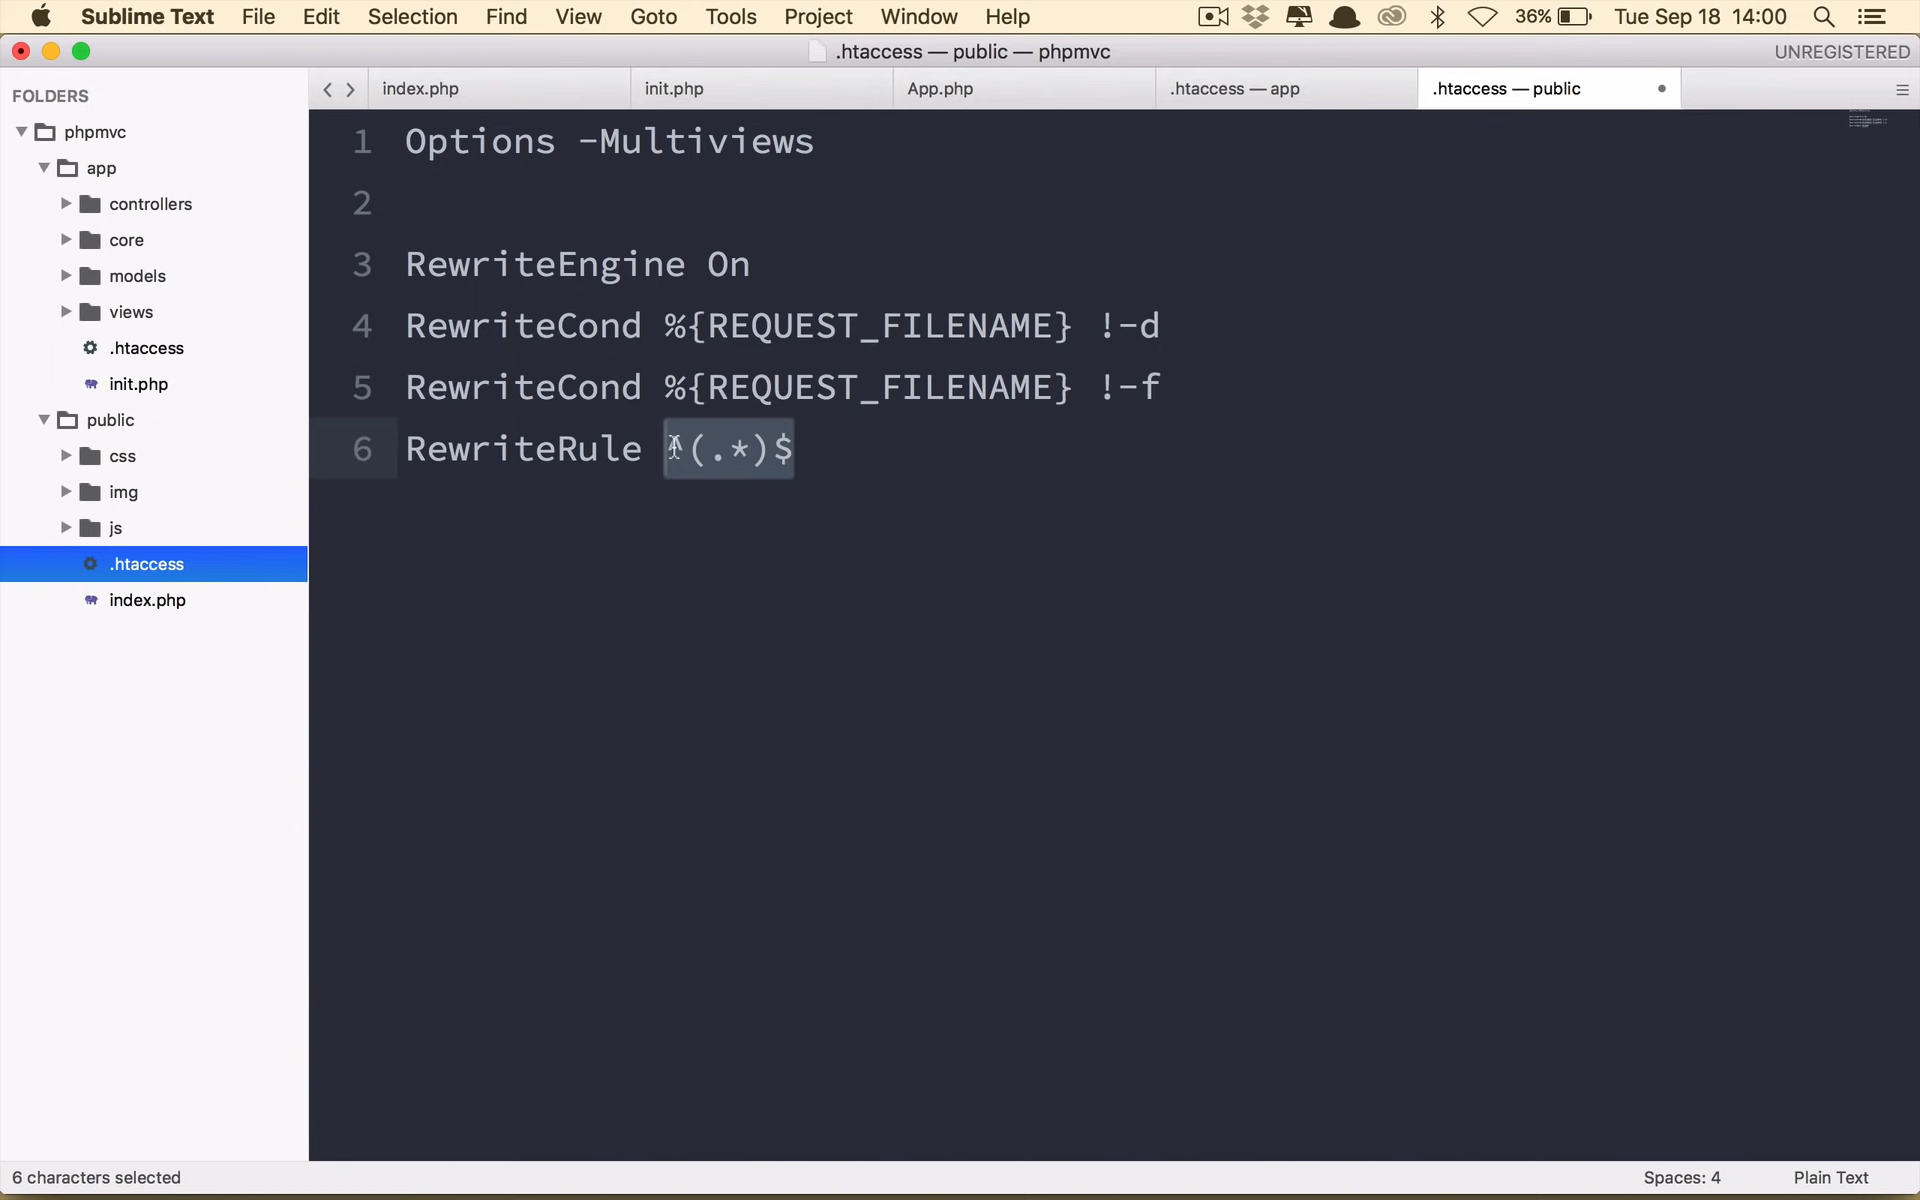 Sublime Text File Edit Selection Find View Goto Tools Project Window Help 36% Tue Sep 18 14:00
.htaccess — public — phpmvc UNREGISTERED
FOLDERS
phpmvc
app
controllers
core
models
views
.htaccess
init.php
public
css
img
js
.htaccess
index.php
index.php init.php App.php .htaccess — app .htaccess — public
1 Options -Multiviews
2
3 RewriteEngine On
4 RewriteCond %{REQUEST_FILENAME} !-d
5 RewriteCond %{REQUEST_FILENAME} !-f
6 RewriteRule ^(.*)$
6 characters selected Spaces: 4 Plain Text